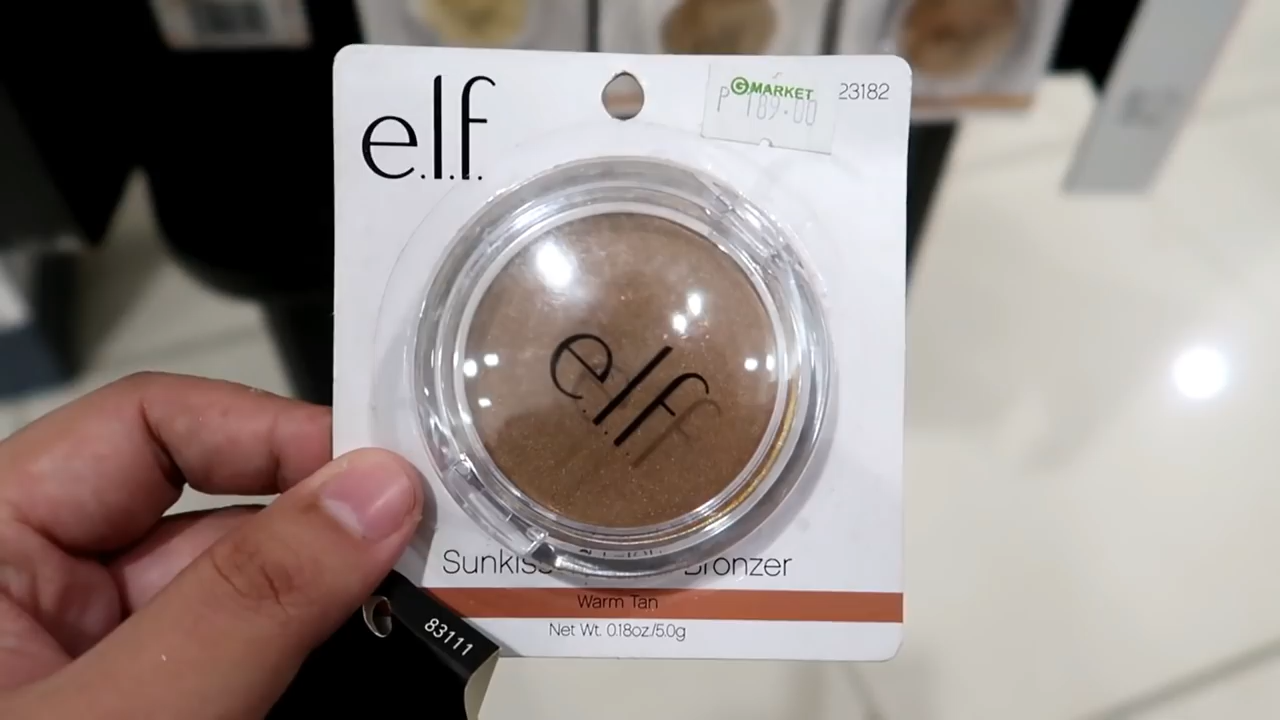 e.l.f.
GMARKET
P 189.00
23182
e.l.f
Bronzer
Warm Tan
Net Wt. 0.18oz./5.0g
83111